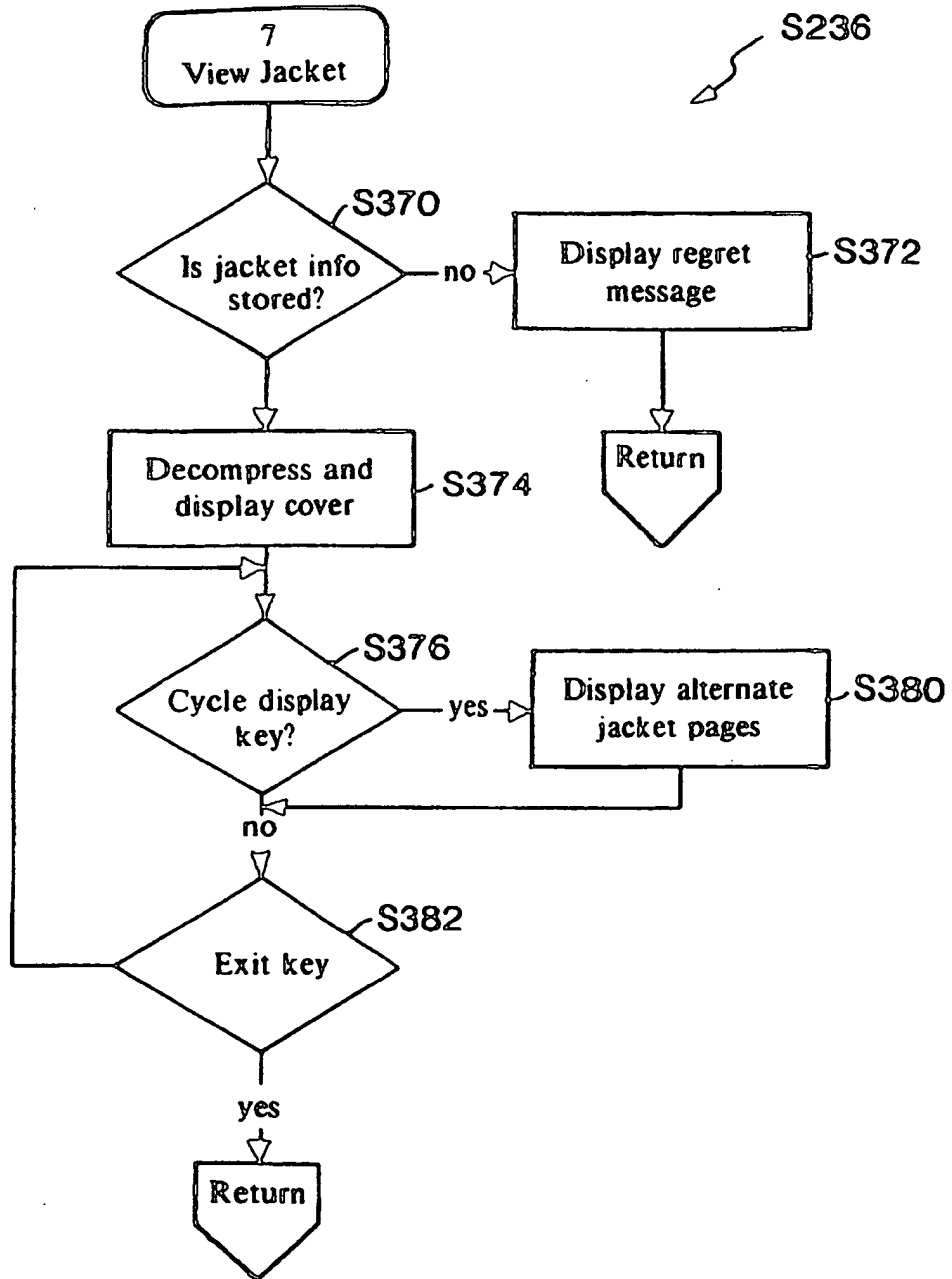 S236
7
View Jacket
S370
Is jacket info
stored?
no
Display regret
message
S372
Return
Decompress and
display cover
S374
S376
Cycle display
key?
yes
Display alternate
jacket pages
S380
no
S382
Exit key
yes
Return